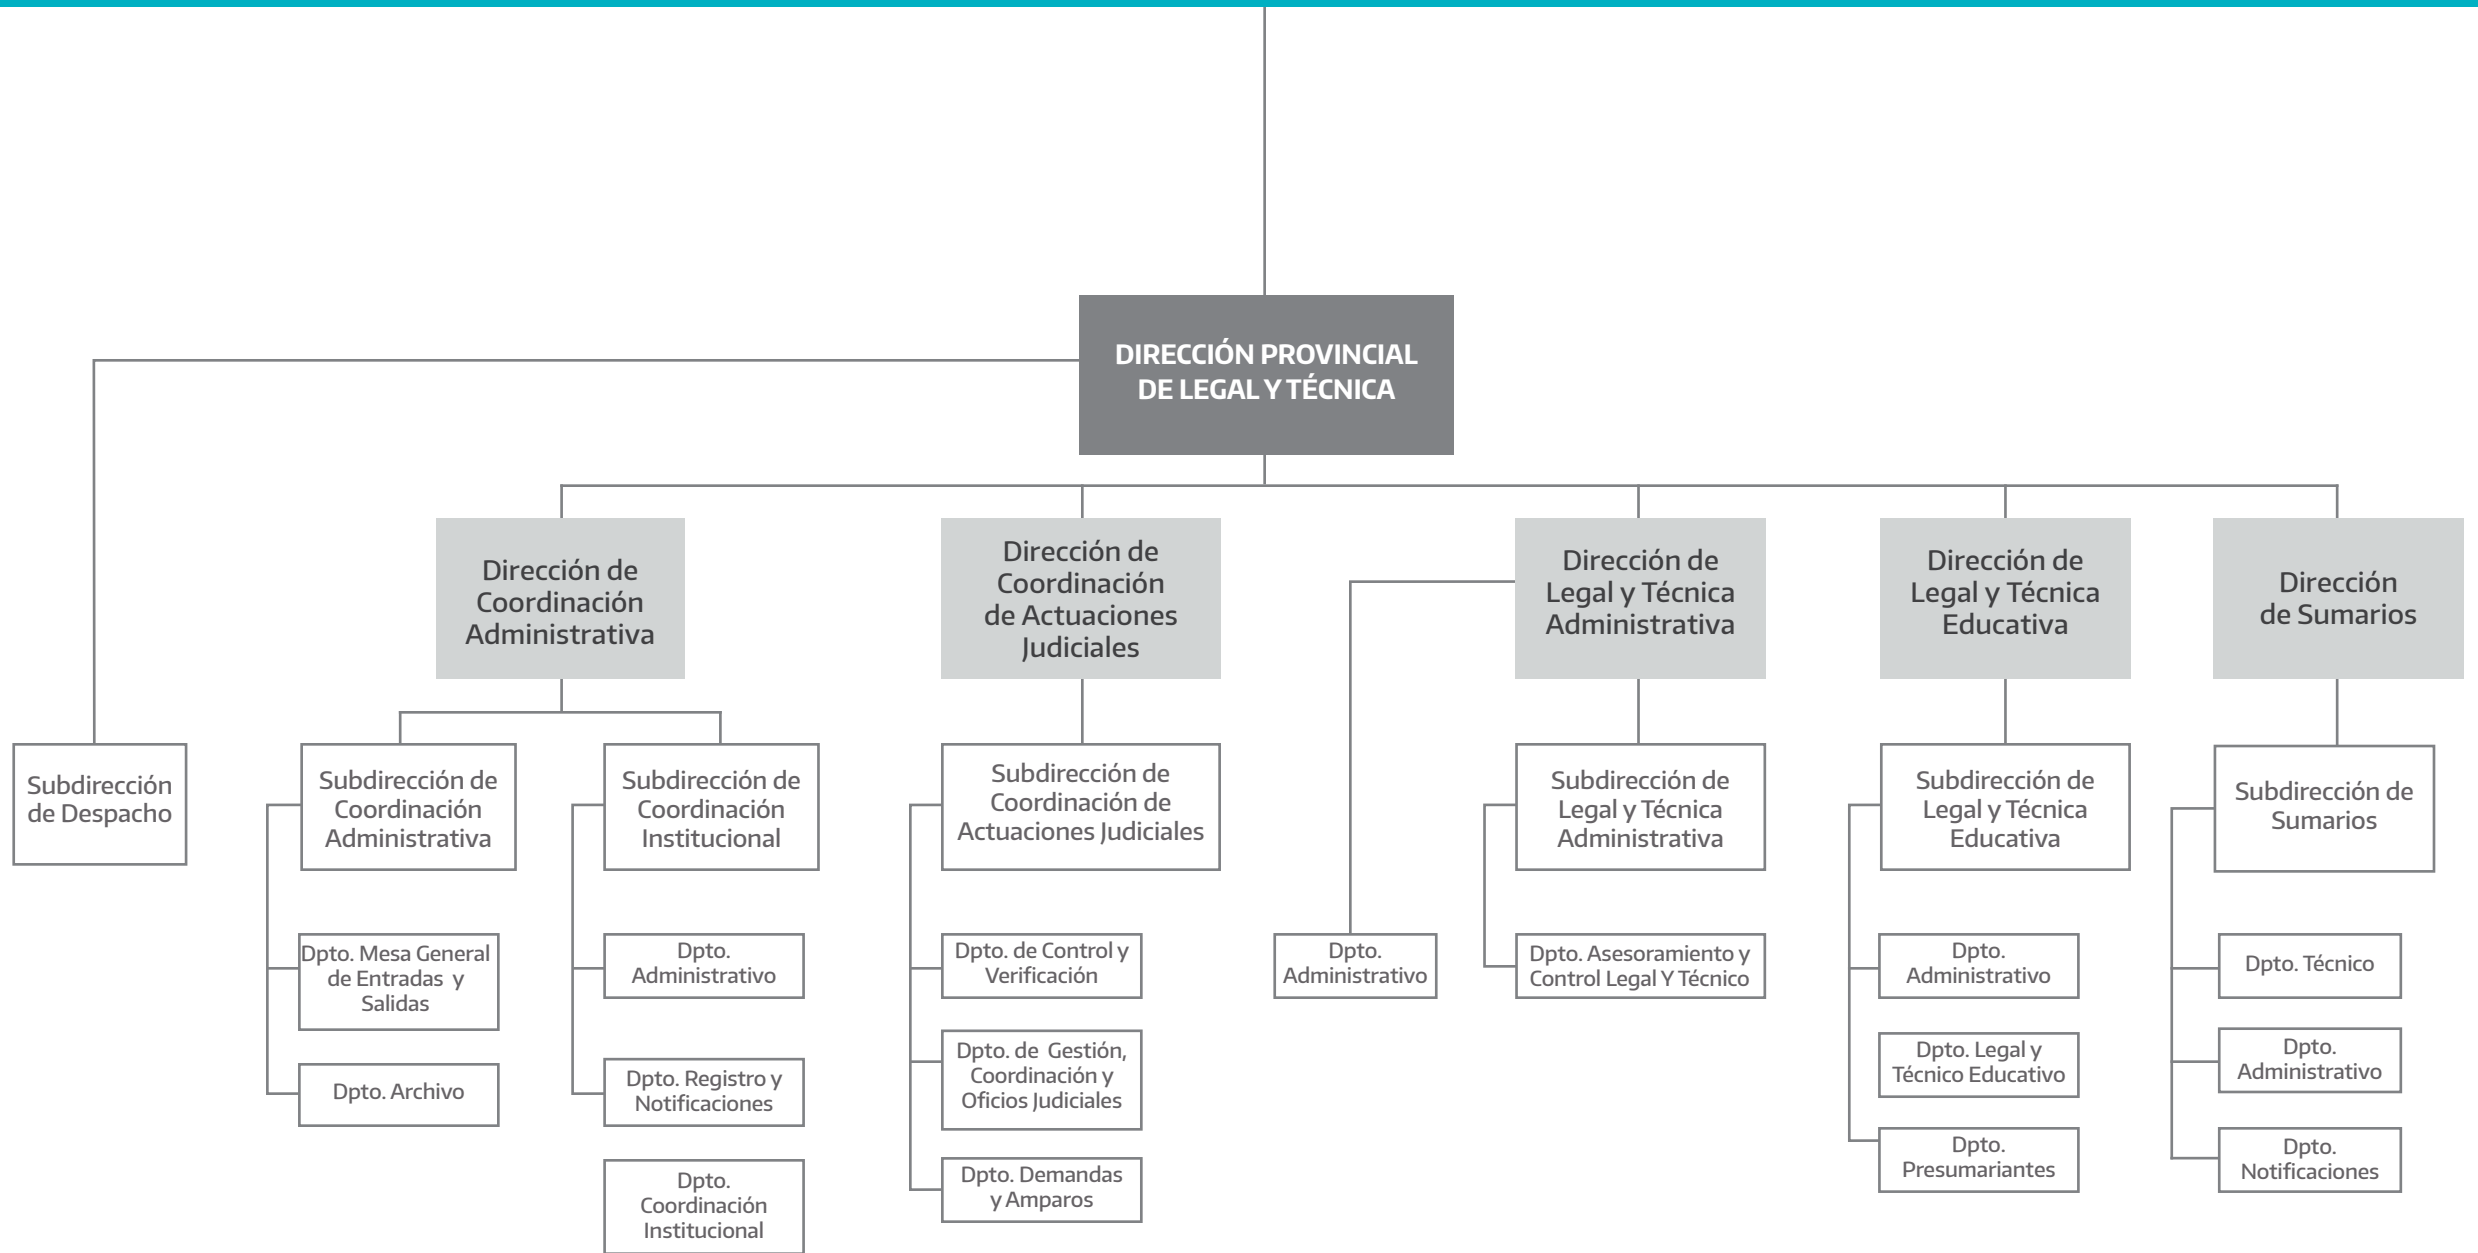 DIRECCIÓN PROVINCIAL
DE LEGAL Y TÉCNICA
Dirección de
Coordinación
Administrativa
Dirección de
Coordinación
de Actuaciones
Judiciales
Dirección de
Legal y Técnica
Administrativa
Dirección de
Legal y Técnica
Educativa
Dirección
de Sumarios
Subdirección
de Despacho
Subdirección de
Coordinación
Administrativa
Subdirección de
Coordinación
Institucional
Subdirección de
Coordinación de
Actuaciones Judiciales
Subdirección de
Legal y Técnica
Administrativa
Subdirección de
Legal y Técnica
Educativa
Subdirección de
Sumarios
Dpto. Mesa General
de Entradas y
Salidas
Dpto.
Administrativo
Dpto. de Control y
Verificación
Dpto.
Administrativo
Dpto. Asesoramiento y
Control Legal Y Técnico
Dpto.
Administrativo
Dpto. Técnico
Dpto. Archivo
Dpto. Registro y
Notificaciones
Dpto. de Gestión,
Coordinación y
Oficios Judiciales
Dpto. Legal y
Técnico Educativo
Dpto.
Administrativo
Dpto.
Coordinación
Institucional
Dpto. Demandas
y Amparos
Dpto.
Presumariantes
Dpto.
Notificaciones